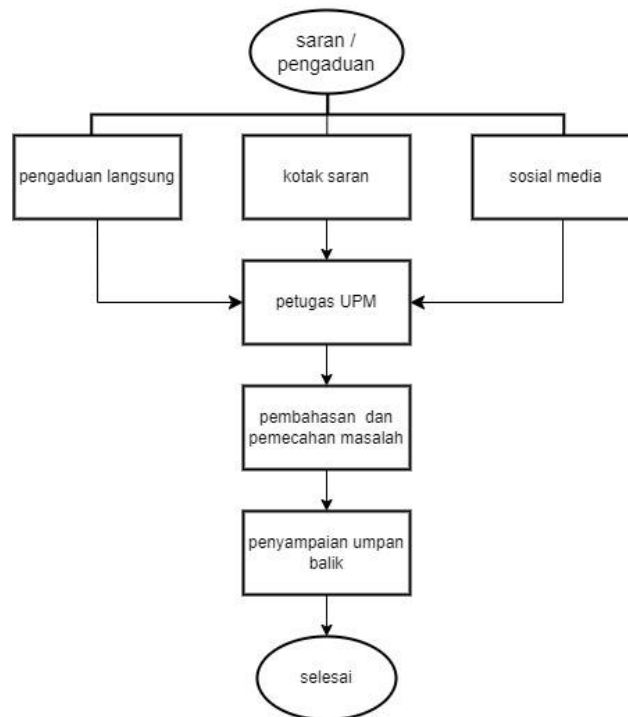 saran /
pengaduan
pengaduan langsung
kotak saran
sosial media
petugas UPM
pembahasan dan
pemecahan masalah
penyampaian umpan
balik
selesai